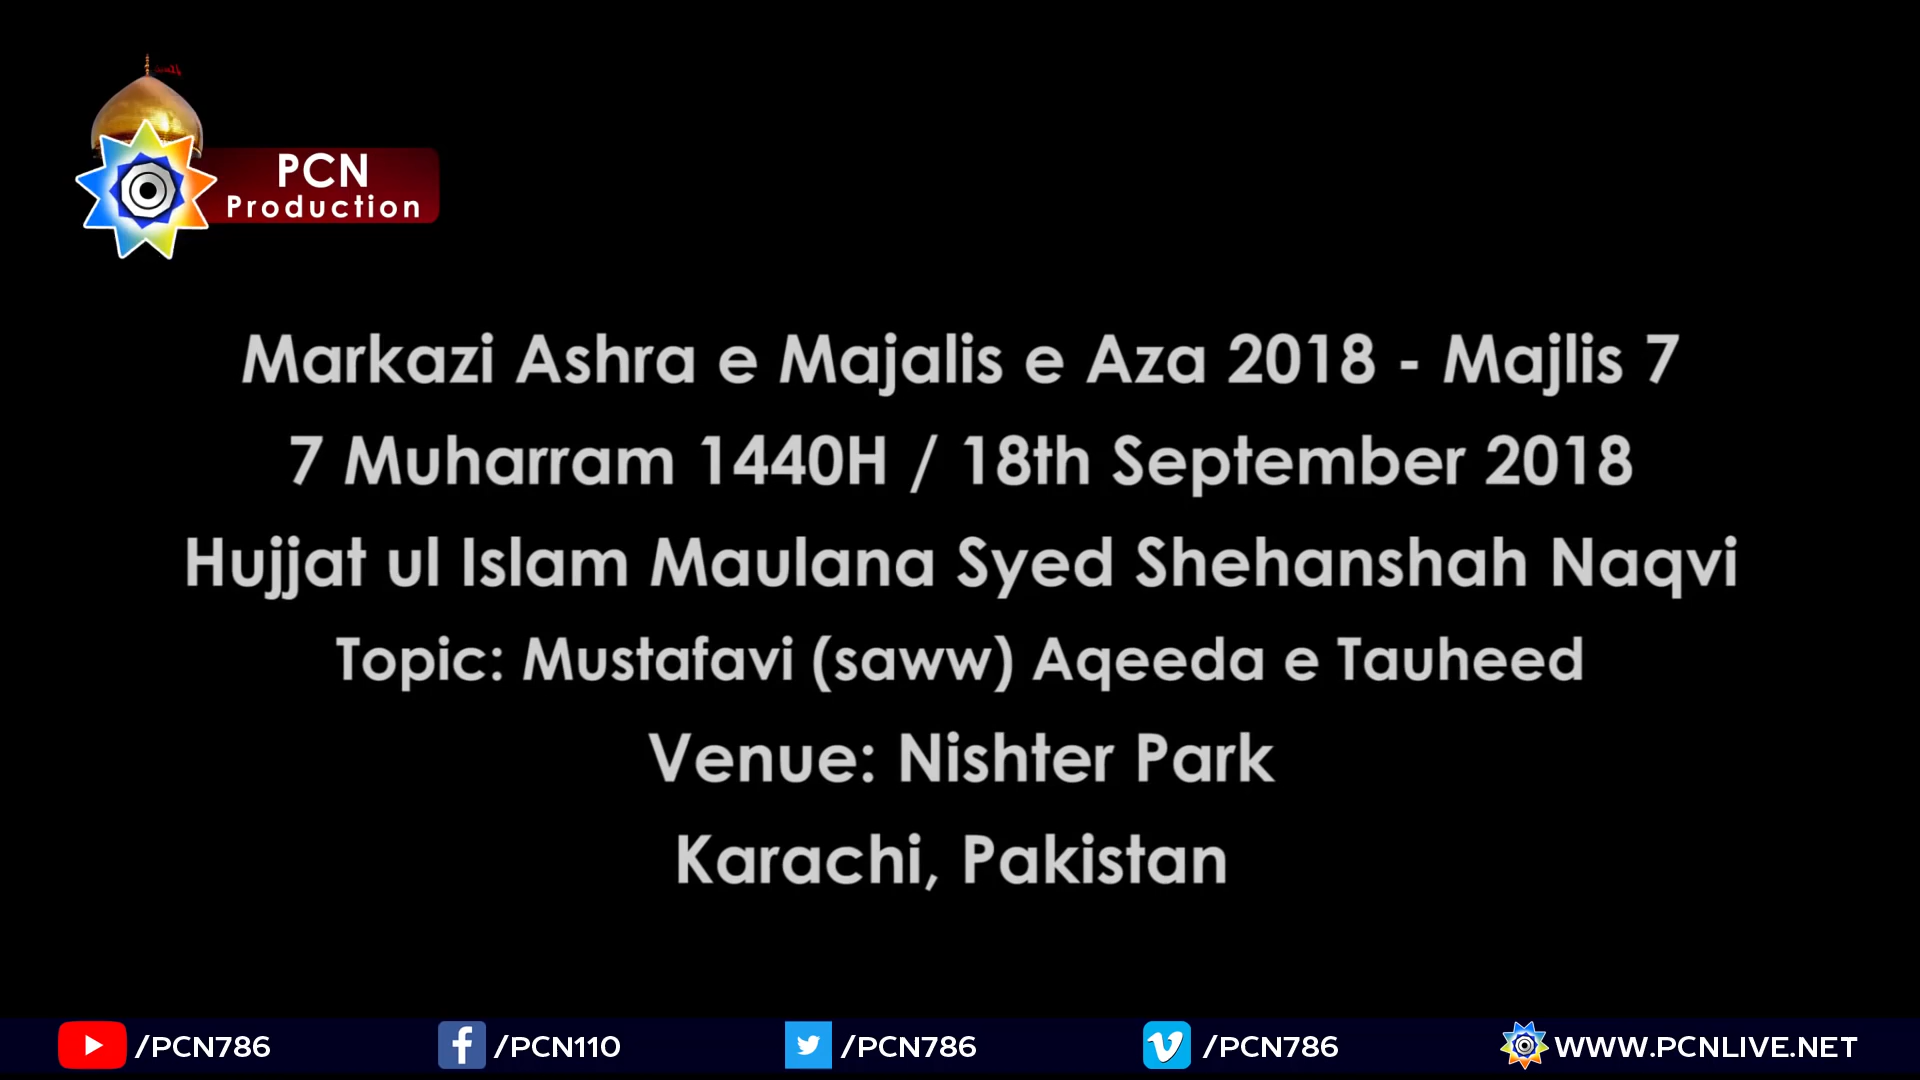 PCN
Production
Markazi Ashra e Majalis e Aza 2018 - Majlis 7
7 Muharram 1440H / 18th September 2018
Hujjat ul Islam Maulana Syed Shehanshah Naqvi
Topic: Mustafavi (saww) Aqeeda e Tauheed
Venue: Nishter Park
Karachi, Pakistan
/PCN786 /PCN110 /PCN786 /PCN786 WWW.PCNLIVE.NET